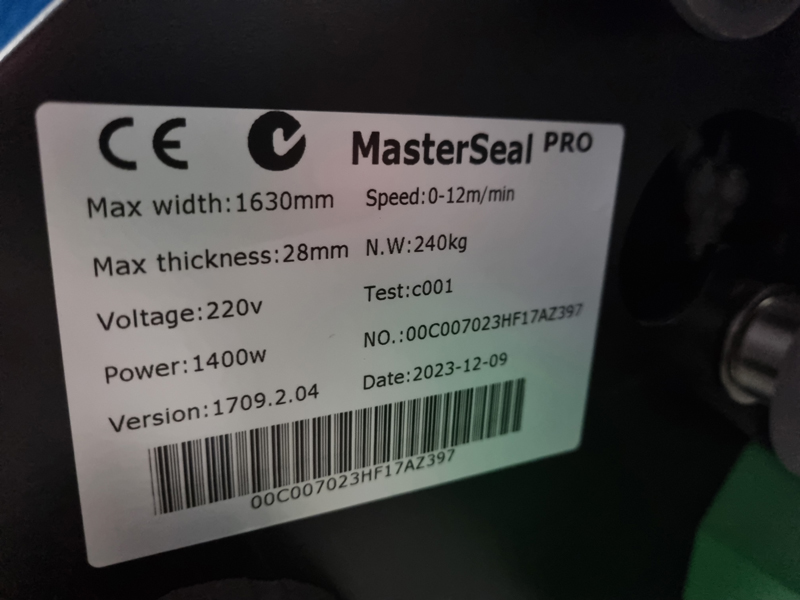 CE MasterSeal PRO
Max width:1630mm Speed:0-12m/min
Max thickness:28mm N.W:240kg
Voltage:220v Test:c001
Power:1400w NO.:00C007023HF17AZ397
Version:1709.2.04 Date:2023-12-09
00C007023HF17AZ397